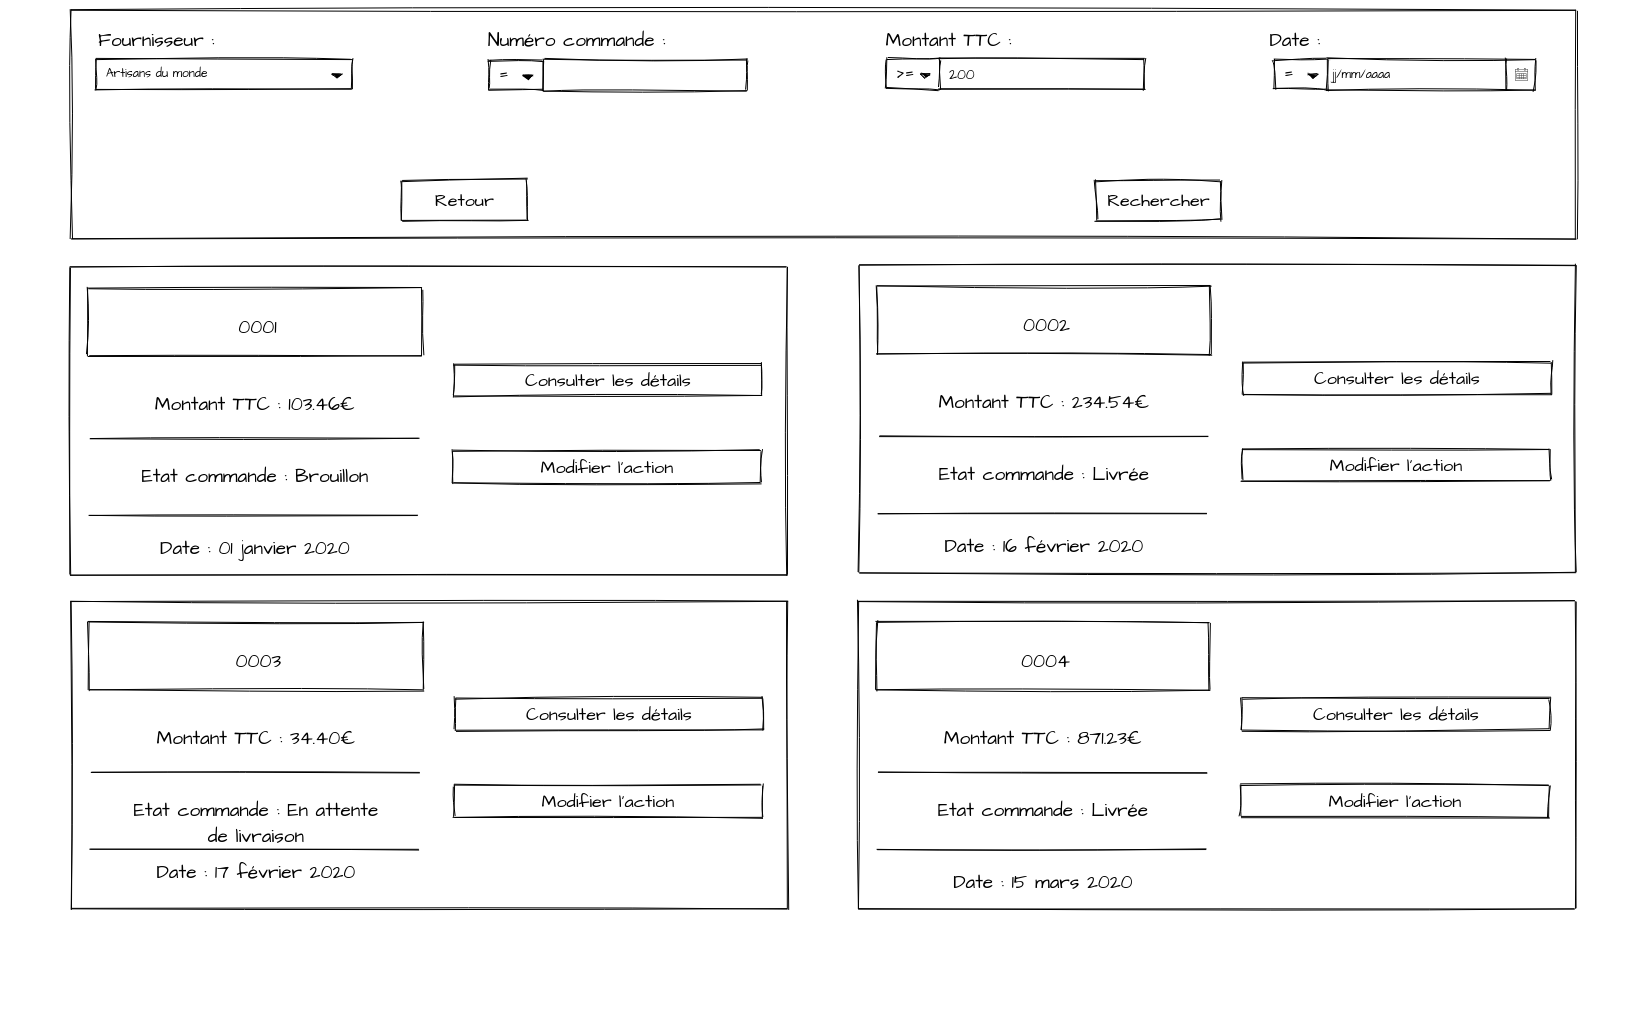 Fournisseur :
Numéro commande :
Montant TTC :
Date :
Artisans du monde
=
>=
200
=
jj/mm/aaaa
Retour
Rechercher
0001
Montant TTC : 103.46€
Etat commande : Brouillon
Date : 01 janvier 2020
Consulter les détails
Modifier l'action
0002
Montant TTC : 234.54€
Etat commande : Livrée
Date : 16 février 2020
Consulter les détails
Modifier l'action
0003
Montant TTC : 34.40€
Etat commande : En attente
de livraison
Date : 17 février 2020
Consulter les détails
Modifier l'action
0004
Montant TTC : 871.23€
Etat commande : Livrée
Date : 15 mars 2020
Consulter les détails
Modifier l'action